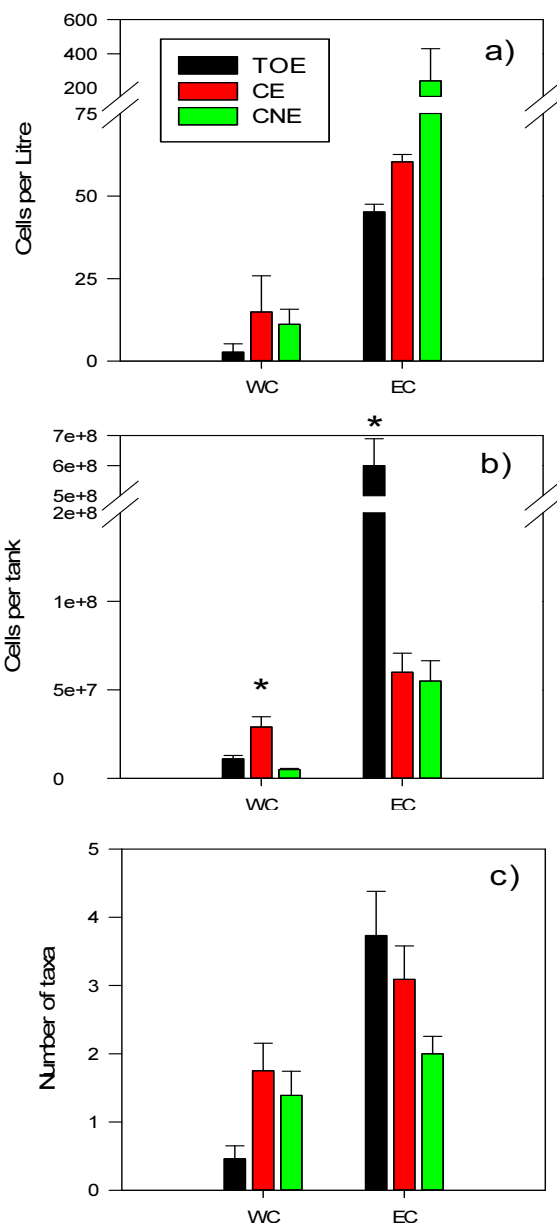 600
400
200
75
50
25
0
Cells per Litre
TOE
CE
CNE
a)
WC EC
7e+8
6e+8
5e+8
2e+8
1e+8
5e+7
0
Cells per tank
b)
*
*
WC EC
5
4
3
2
1
0
Number of taxa
c)
WC EC